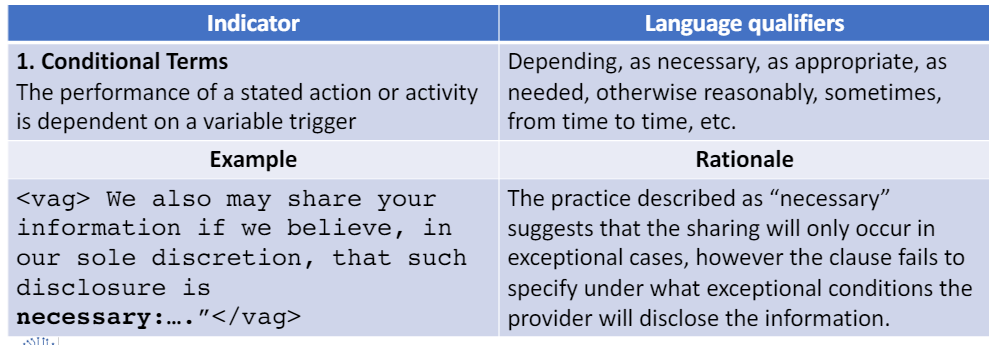 Indicator
Language qualifiers
1. Conditional Terms
The performance of a stated action or activity
is dependent on a variable trigger
Depending, as necessary, as appropriate, as
needed, otherwise reasonably, sometimes,
from time to time, etc.
Example
Rationale
<vag> We also may share your
information if we believe, in
our sole discretion, that such
disclosure is
necessary:…."</vag>
The practice described as “necessary”
suggests that the sharing will only occur in
exceptional cases, however the clause fails to
specify under what exceptional conditions the
provider will disclose the information.